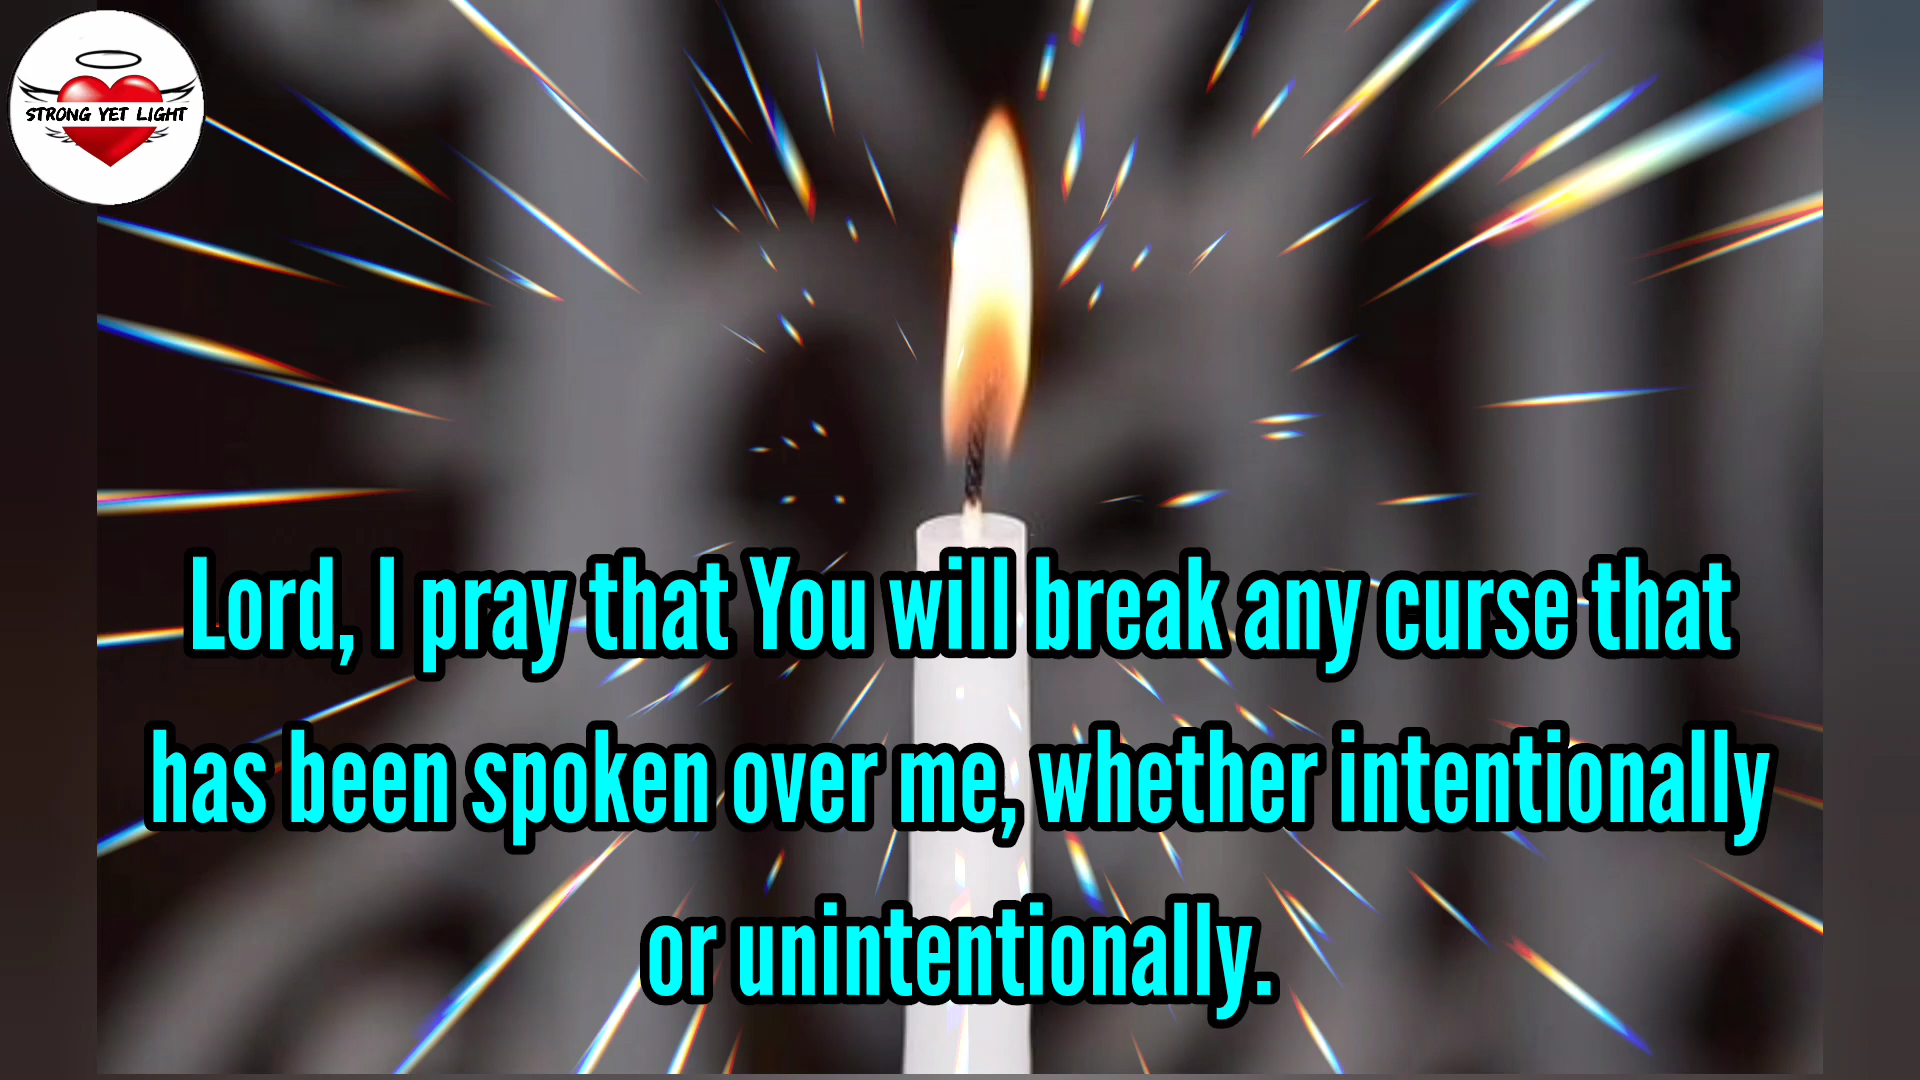 STRONG YET LIGHT
Lord, I pray that You will break any curse that
has been spoken over me, whether intentionally
or unintentionally.